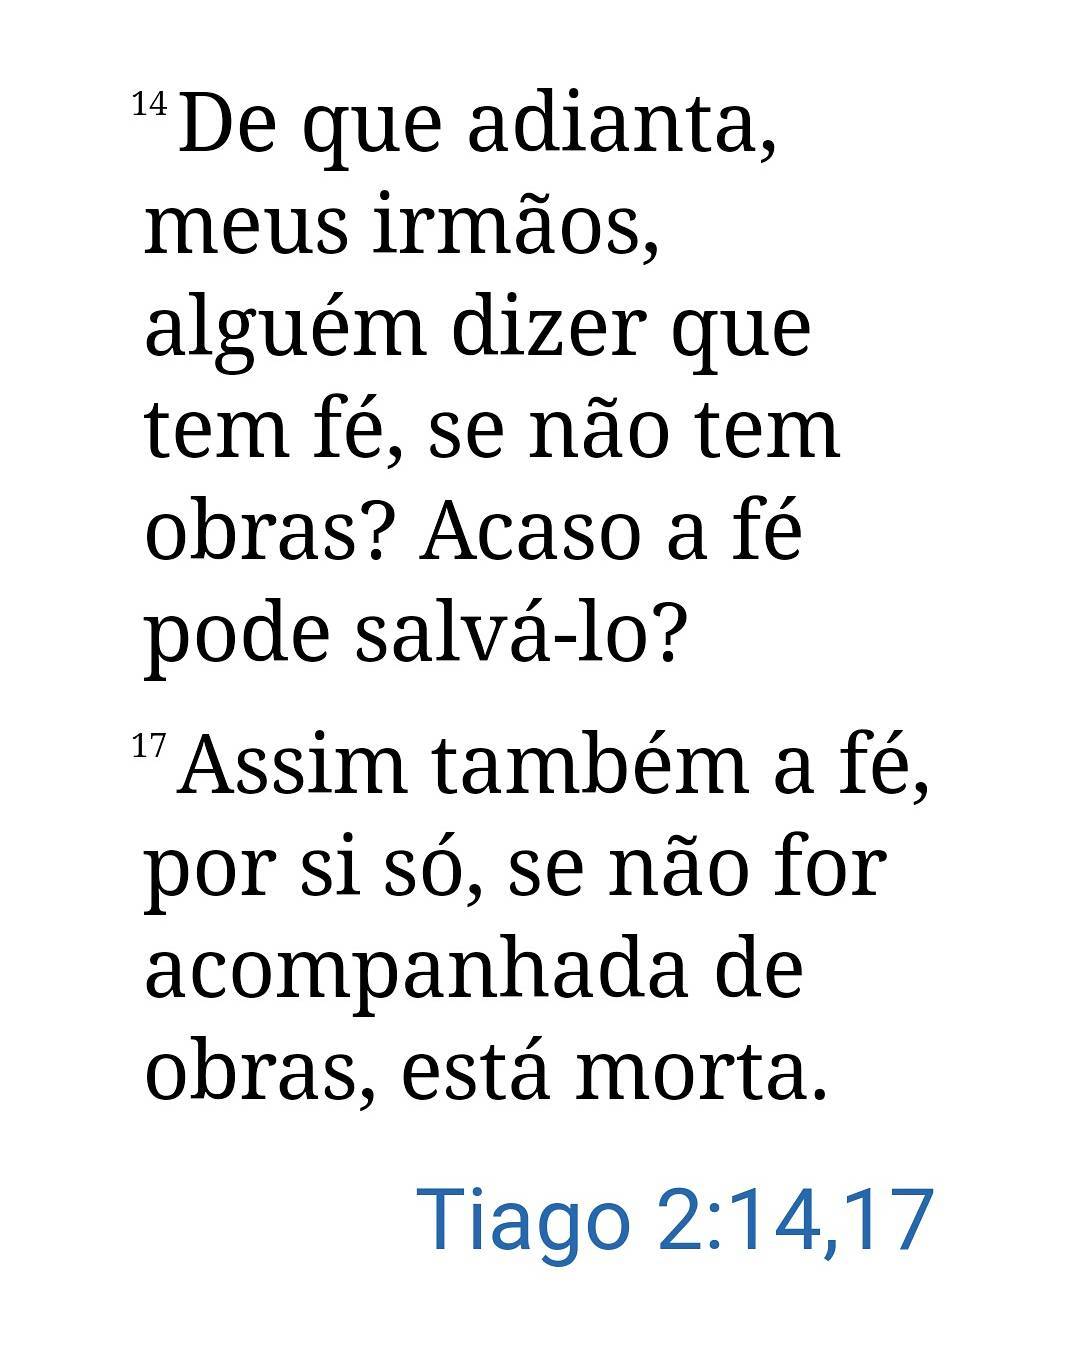 14 De que adianta,
meus irmãos,
alguém dizer que
tem fé, se não tem
obras? Acaso a fé
pode salvá-lo?
17 Assim também a fé,
por si só, se não for
acompanhada de
obras, está morta.
Tiago 2:14,17